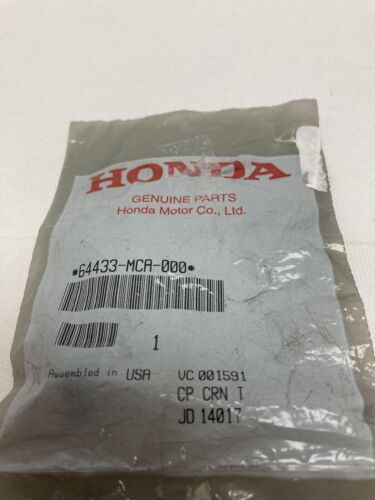 HONDA
GENUINE PARTS
Honda Motor Co., Ltd.
*64433-MCA-000*
1
Assembled in USA VC 001591
CP CRN T
JD 14017